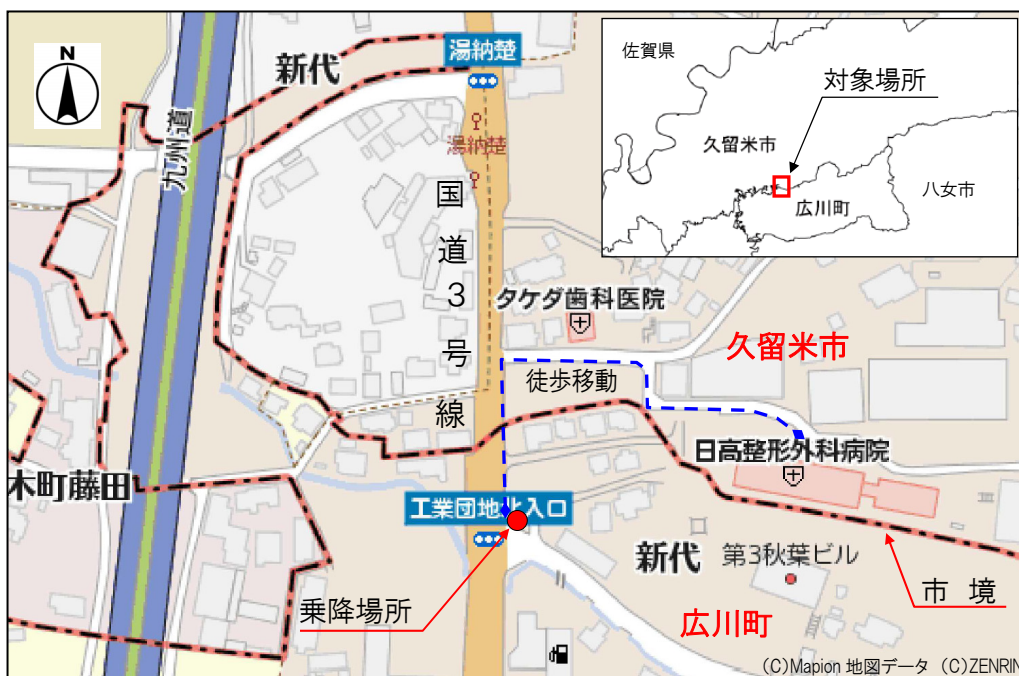 N
湯納楚
新代
湯納楚
九州道
国道3号線
タケダ歯科医院
佐賀県
久留米市
対象場所
八女市
広川町
久留米市
徒歩移動
日高整形外科病院
木町藤田
工業団地北入口
新代
第3秋葉ビル
乗降場所
市 境
広川町
(C)Mapion 地図データ (C)ZENRIN